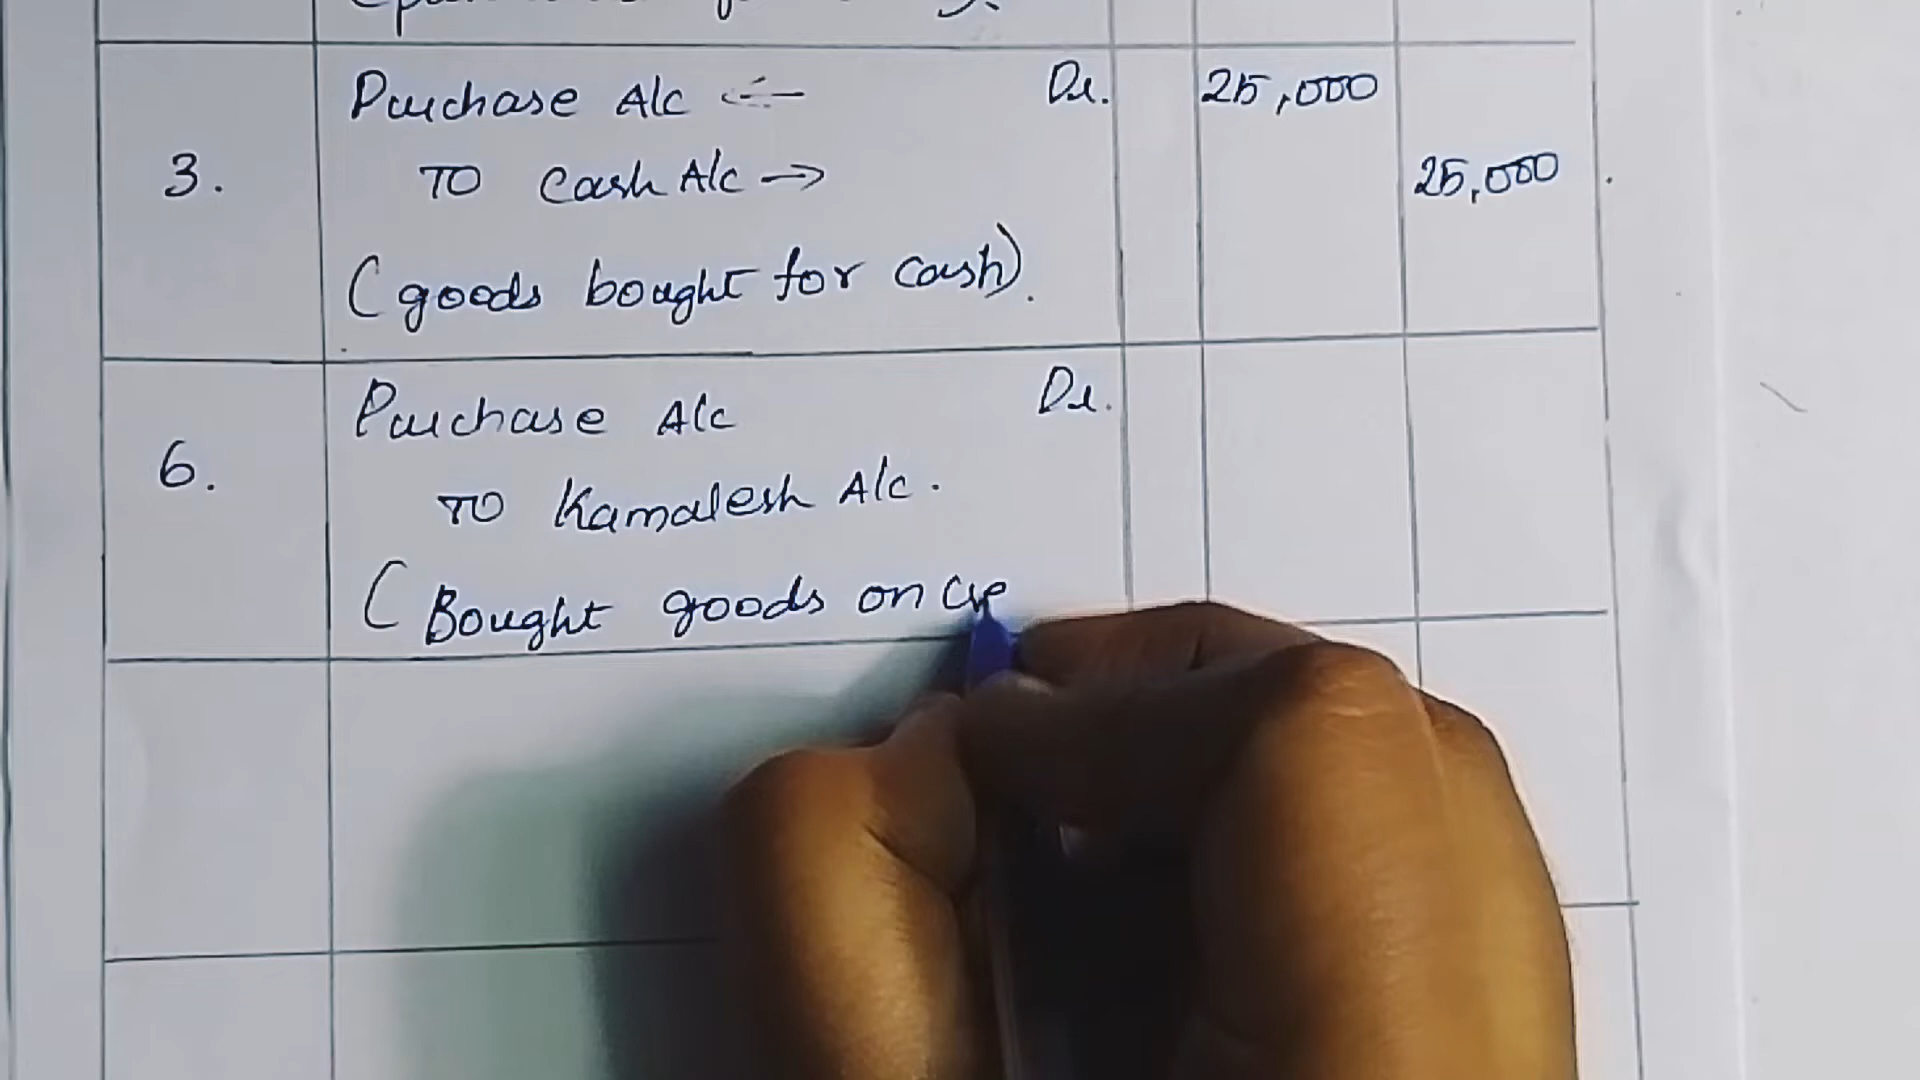 Purchase A/c ← Dr. 25,000
3. TO Cash A/c → 25,000
(goods bought for cash).
Purchase A/c Dr.
6. TO Kamalesh A/c.
(Bought goods on cre